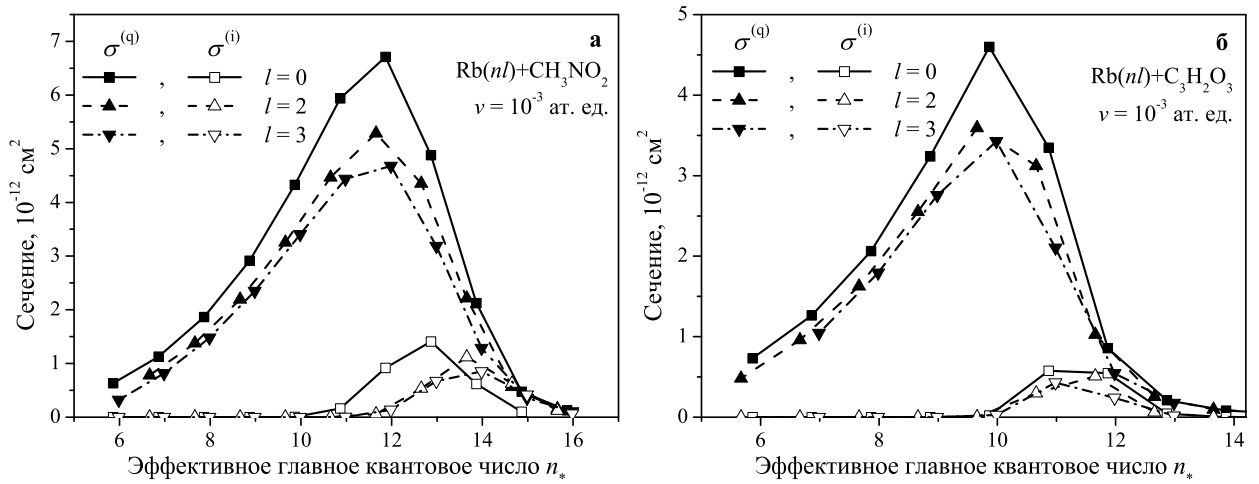 7
6
5
4
3
2
1
0
Сечение, 10⁻¹² см²
σ⁽q⁾ σ⁽i⁾
, l = 0
, l = 2
, l = 3
а
Rb(nl)+CH₃NO₂
v = 10⁻³ ат. ед.
6 8 10 12 14 16
Эффективное главное квантовое число n*
5
4
3
2
1
0
Сечение, 10⁻¹² см²
σ⁽q⁾ σ⁽i⁾
, l = 0
, l = 2
, l = 3
б
Rb(nl)+C₃H₂O₃
v = 10⁻³ ат. ед.
6 8 10 12 14
Эффективное главное квантовое число n*